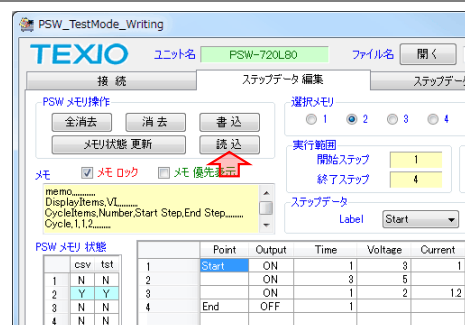 PSW_TestMode_Writing
TEXIO ユニット名 PSW-720L80 ファイル名 開く
接 続 ステップデータ 編集 ステップデー
PSW メモリ操作 選択メモリ
全消去 消 去 書 込 1 2 3 4
メモリ状態 更新 読 込 実行範囲
開始ステップ 1
メモ メモ ロック メモ 優先表示 終了ステップ 4
memo,,,,,,,,,,
DisplayItems,VI,,,,,,,,, ステップデータ
CycleItems,Number,Start Step,End Step,,,,,,,,
Cycle,1,1,2,,,,,,,, Label Start
PSW メモリ 状態 Point Output Time Voltage Current
csv tst 1 Start ON 1 3 1
1 N N 2 ON 3 5
2 Y Y 3 ON 1 2 1.2
3 N N 4 End OFF 1
4 N N